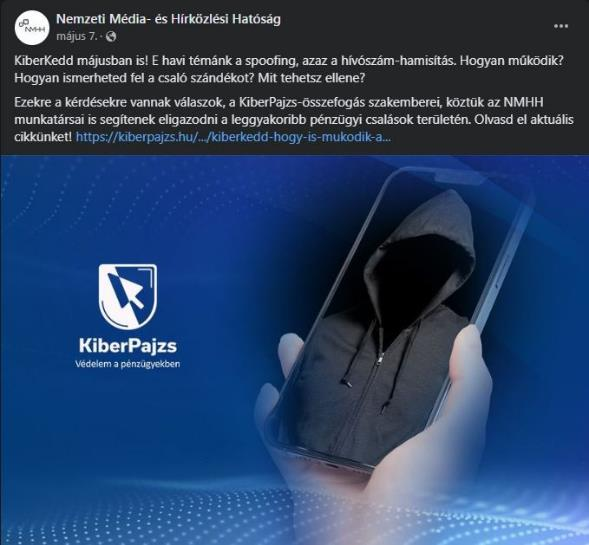 NMHH
Nemzeti Média- és Hírközlési Hatóság
május 7. ·
KiberKedd májusban is! E havi témánk a spoofing, azaz a hívószám-hamisítás. Hogyan működik?
Hogyan ismerheted fel a csaló szándékot? Mit tehetsz ellene?
Ezekre a kérdésekre vannak válaszok, a KiberPajzs-összefogás szakemberei, köztük az NMHH
munkatársai is segítenek eligazodni a leggyakoribb pénzügyi csalások területén. Olvasd el aktuális
cikkünket! https://kiberpajzs.hu/.../kiberkedd-hogy-is-mukodik-a...
KiberPajzs
Védelem a pénzügyekben